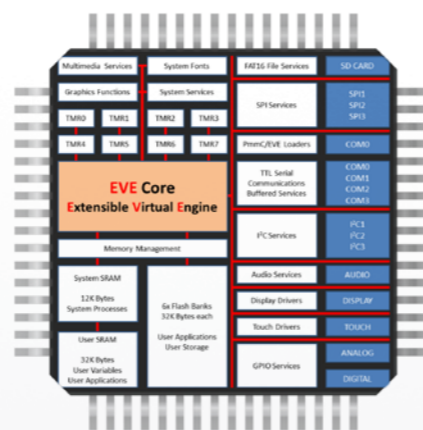 Multimedia Services
System Fonts
FAT16 File Services
SD CARD
Graphics Functions
System Services
SPI Services
SPI1
SPI2
SPI3
TMR0
TMR1
TMR2
TMR3
TMR4
TMR5
TMR6
TMR7
PmmC/EVE Loaders
COM0
EVE Core
Extensible Virtual Engine
TTL Serial
Communications
Buffered Services
COM0
COM1
COM2
COM3
I²C Services
I²C1
I²C2
I²C3
Memory Management
System SRAM
12K Bytes
System Processes
6x Flash Banks
32K Bytes each
User Applications
User Storage
User SRAM
32K Bytes
User Variables
User Applications
Audio Services
AUDIO
Display Drivers
DISPLAY
Touch Drivers
TOUCH
GPIO Services
ANALOG
DIGITAL